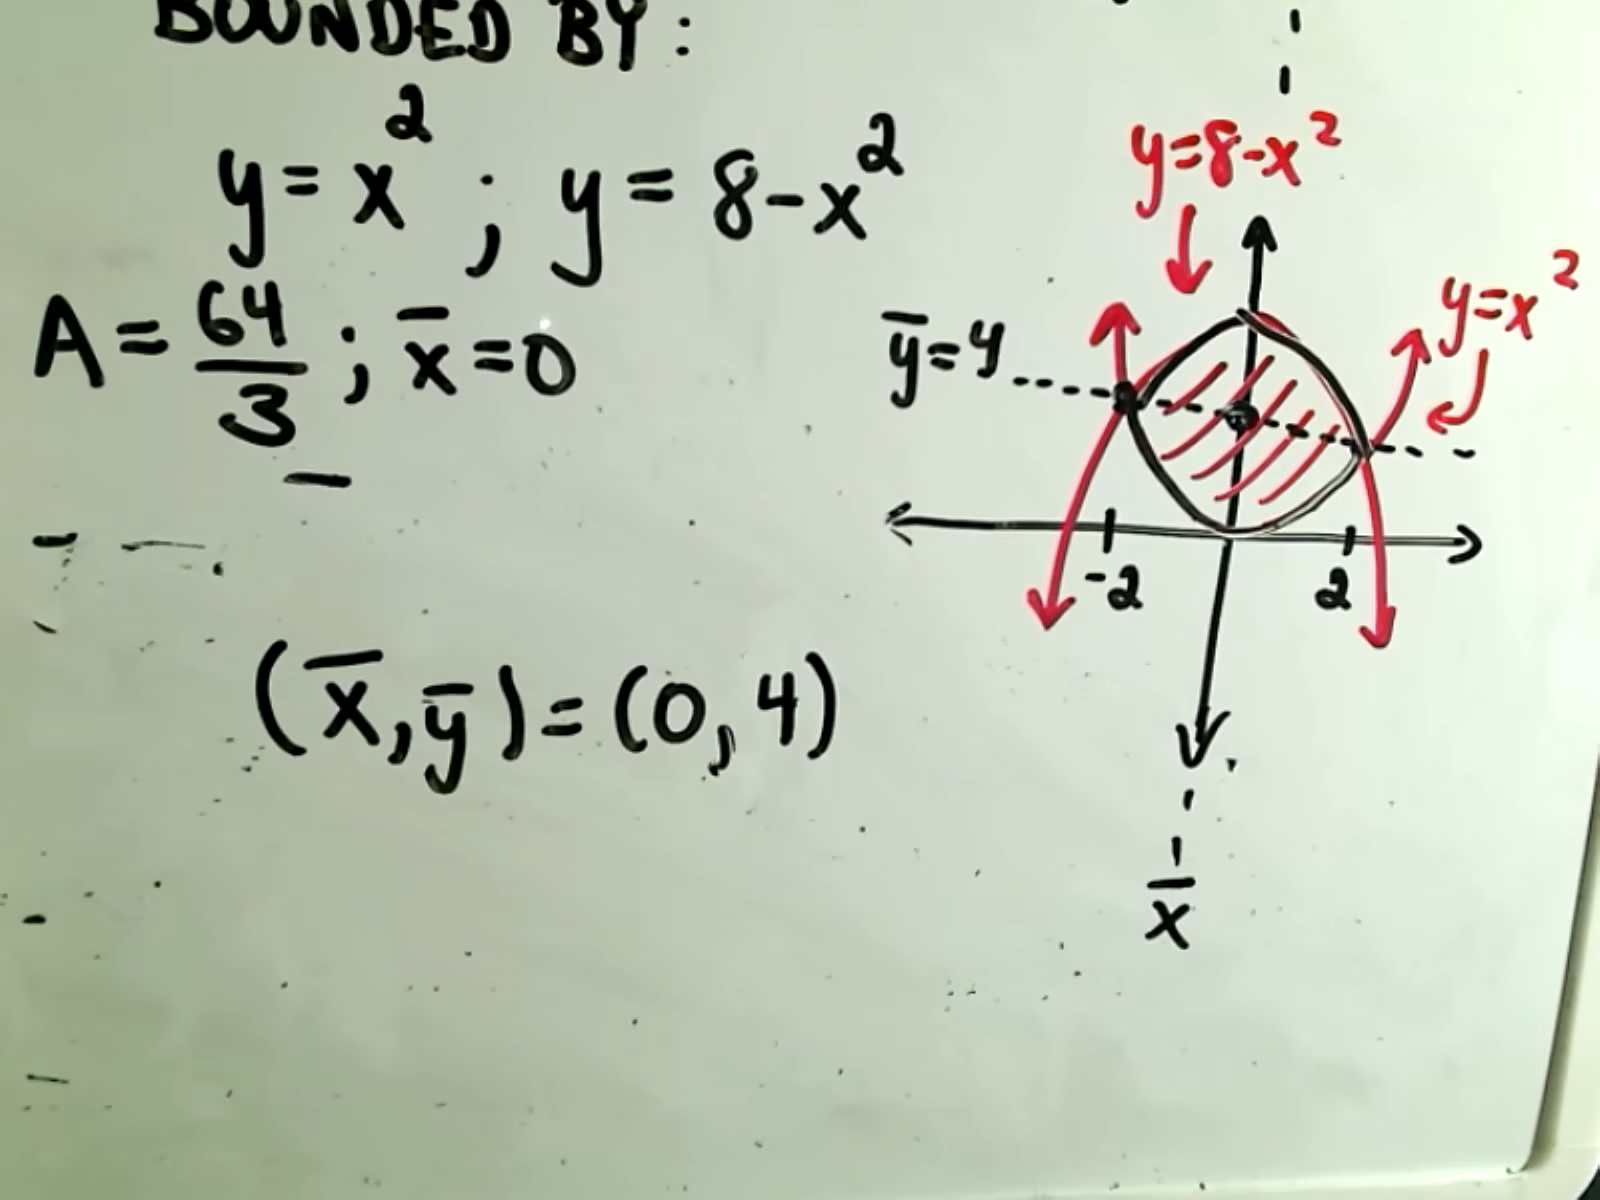 BOUNDED BY:
y = x² ; y = 8-x²
A = 64/3 ; x̄ = 0
(x̄, ȳ) = (0, 4)
y=8-x²
y=x²
ȳ=4
-2 2
x̄